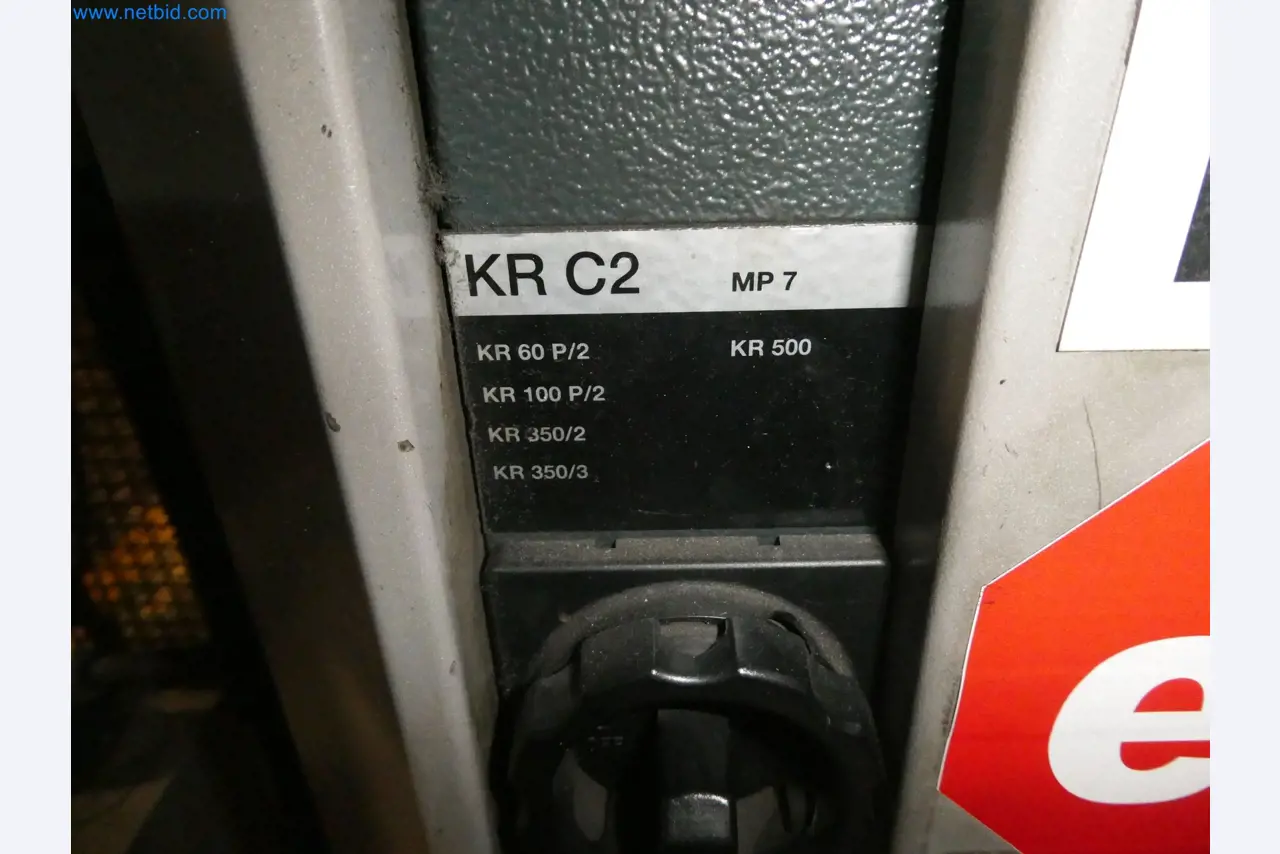 www.netbid.com
KR C2 MP 7
KR 60 P/2 KR 500
KR 100 P/2
KR 350/2
KR 350/3
e